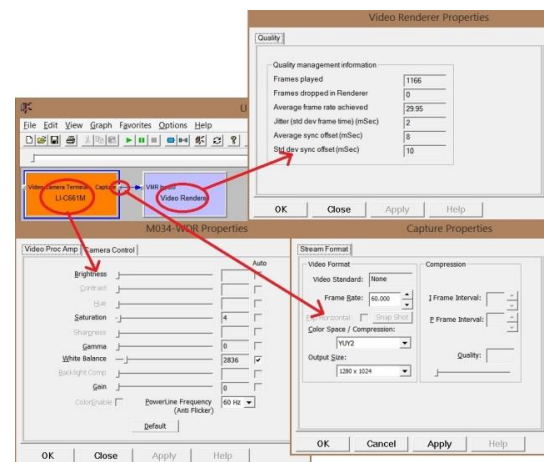 Video Renderer Properties
Quality
Quality management information
Frames played 1166
Frames dropped in Renderer 0
Average frame rate achieved 29.95
Jitter (std dev frame time) (mSec) 2
Average sync offset (mSec) 8
Std dev sync offset (mSec) 10
OK Close Apply Help
U
File Edit View Graph Favorites Options Help
Video Camera Terminal Capture
LI-C661M
VMR Input0
Video Renderer
M034-WDR Properties
Video Proc Amp Camera Control
Auto
Brightness
Contrast
Hue
Saturation 4
Sharpness
Gamma 0
White Balance 2836
Backlight Comp
Gain 0
ColorEnable PowerLine Frequency 60 Hz
(Anti Flicker)
Default
OK Close Apply Help
Capture Properties
Stream Format
Video Format
Video Standard: None
Frame Rate: 60.000
Flip Horizontal: Snap Shot
Color Space / Compression:
YUY2
Output Size:
1280 x 1024
Compression
I Frame Interval:
P Frame Interval:
Quality:
OK Cancel Apply Help